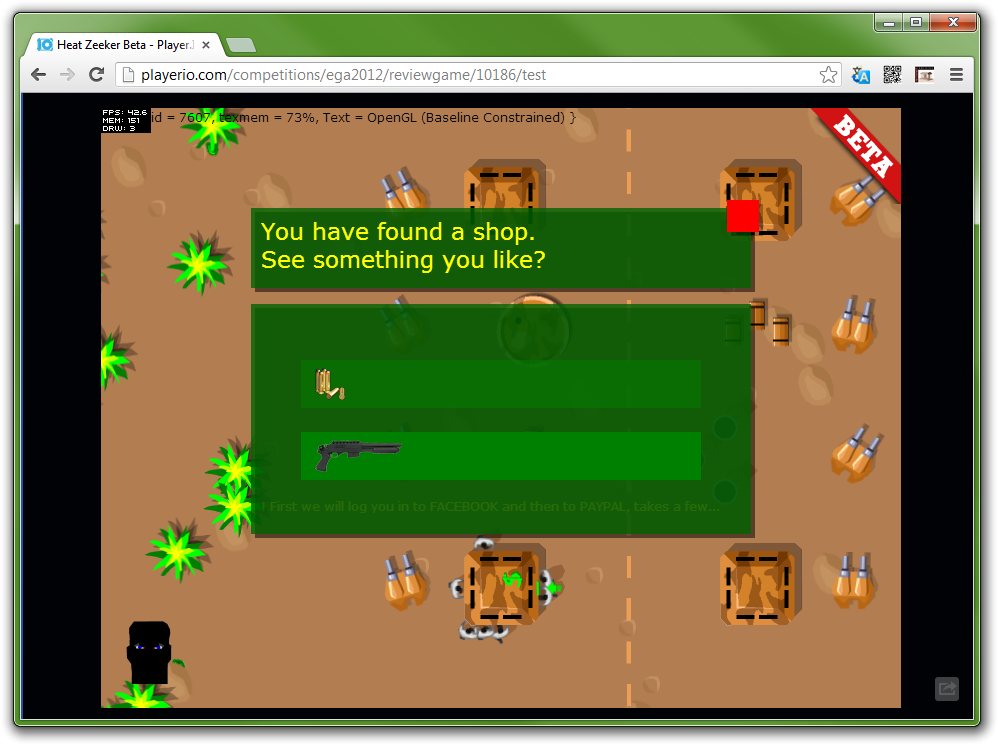 Heat Zeeker Beta - Player.I
playerio.com/competitions/ega2012/reviewgame/10186/test
FPS: 42.6
MEM: 151
DRW: 3
id = 7607, texmem = 73%, Text = OpenGL (Baseline Constrained) }
BETA
You have found a shop.
See something you like?
! First we will log you in to FACEBOOK and then to PAYPAL, takes a few...